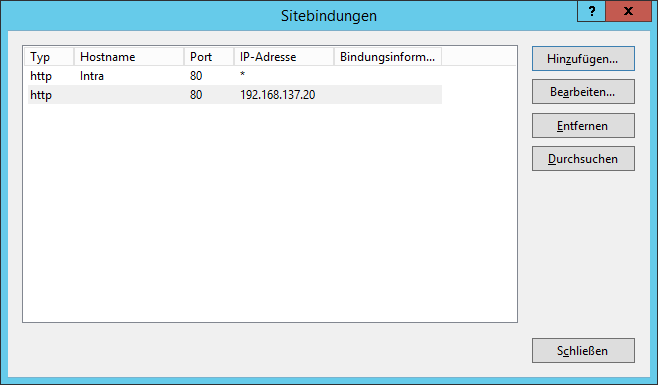 Sitebindungen
? X
Typ Hostname Port IP-Adresse Bindungsinform...
http Intra 80 *
http 80 192.168.137.20
Hinzufügen...
Bearbeiten...
Entfernen
Durchsuchen
Schließen